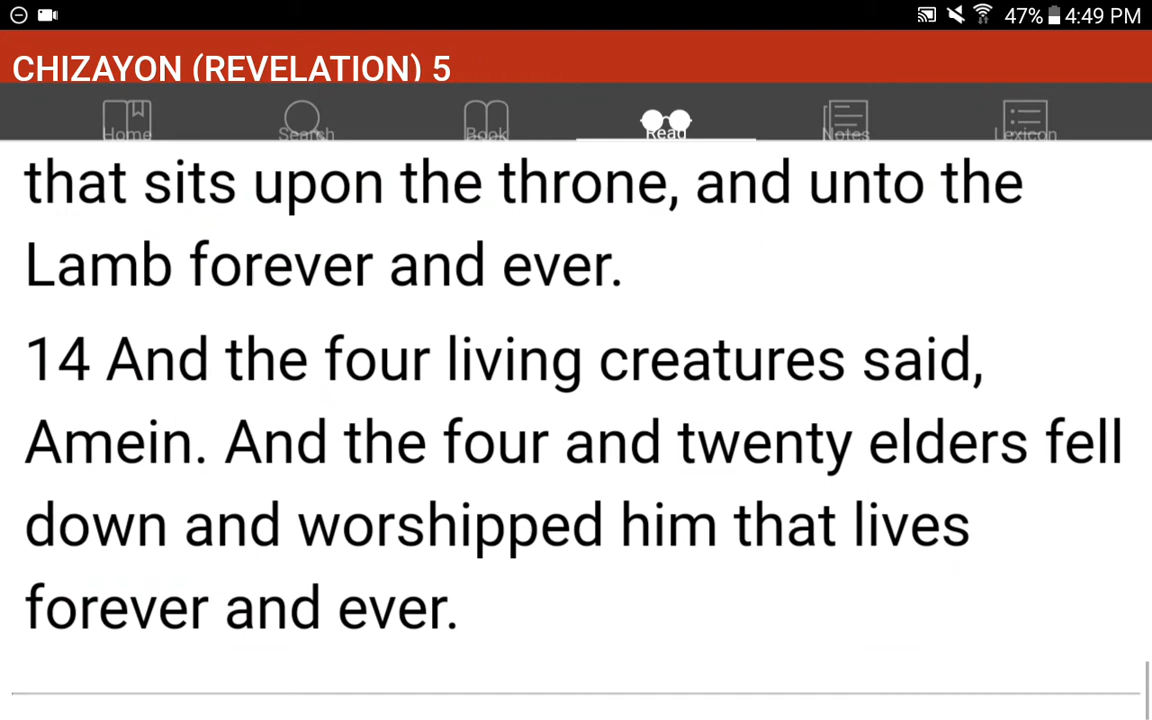 47% 4:49 PM
CHIZAYON (REVELATION) 5
Home Search Book Read Notes Lexicon
that sits upon the throne, and unto the
Lamb forever and ever.
14 And the four living creatures said,
Amein. And the four and twenty elders fell
down and worshipped him that lives
forever and ever.